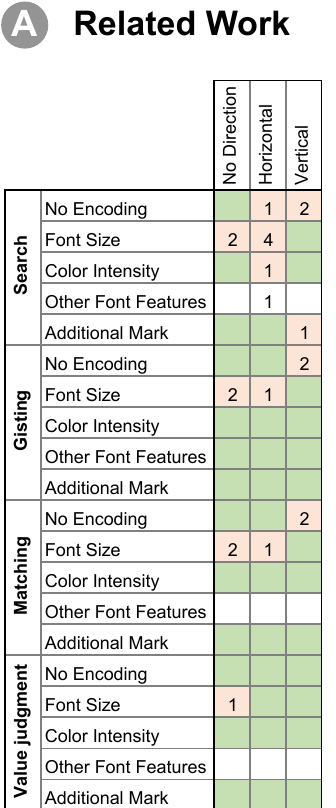 A Related Work
No Direction
Horizontal
Vertical
Search
No Encoding 1 2
Font Size 2 4
Color Intensity 1
Other Font Features 1
Additional Mark 1
Gisting
No Encoding 2
Font Size 2 1
Color Intensity
Other Font Features
Additional Mark
Matching
No Encoding 2
Font Size 2 1
Color Intensity
Other Font Features
Additional Mark
Value judgment
No Encoding
Font Size 1
Color Intensity
Other Font Features
Additional Mark